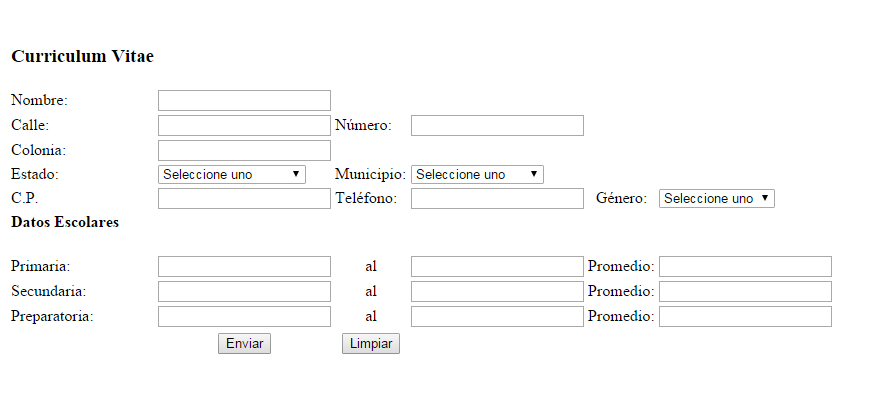 Curriculum Vitae
Nombre:
Calle: Número:
Colonia:
Estado: Seleccione uno Municipio: Seleccione uno
C.P. Teléfono: Género: Seleccione uno
Datos Escolares
Primaria: al Promedio:
Secundaria: al Promedio:
Preparatoria: al Promedio:
Enviar Limpiar